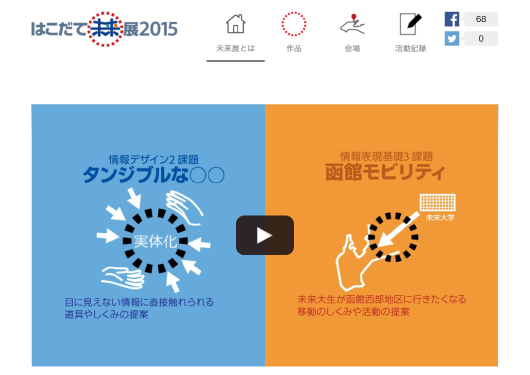 はこだて未来展2015
未来展とは
作品
会場
活動記録
68
0
情報デザイン2 課題
タンジブルな○○
実体化
目に見えない情報に直接触れられる
道具やしくみの提案
情報表現基礎3 課題
函館モビリティ
未来大学
未来大生が函館西部地区に行きたくなる
移動のしくみや活動の提案